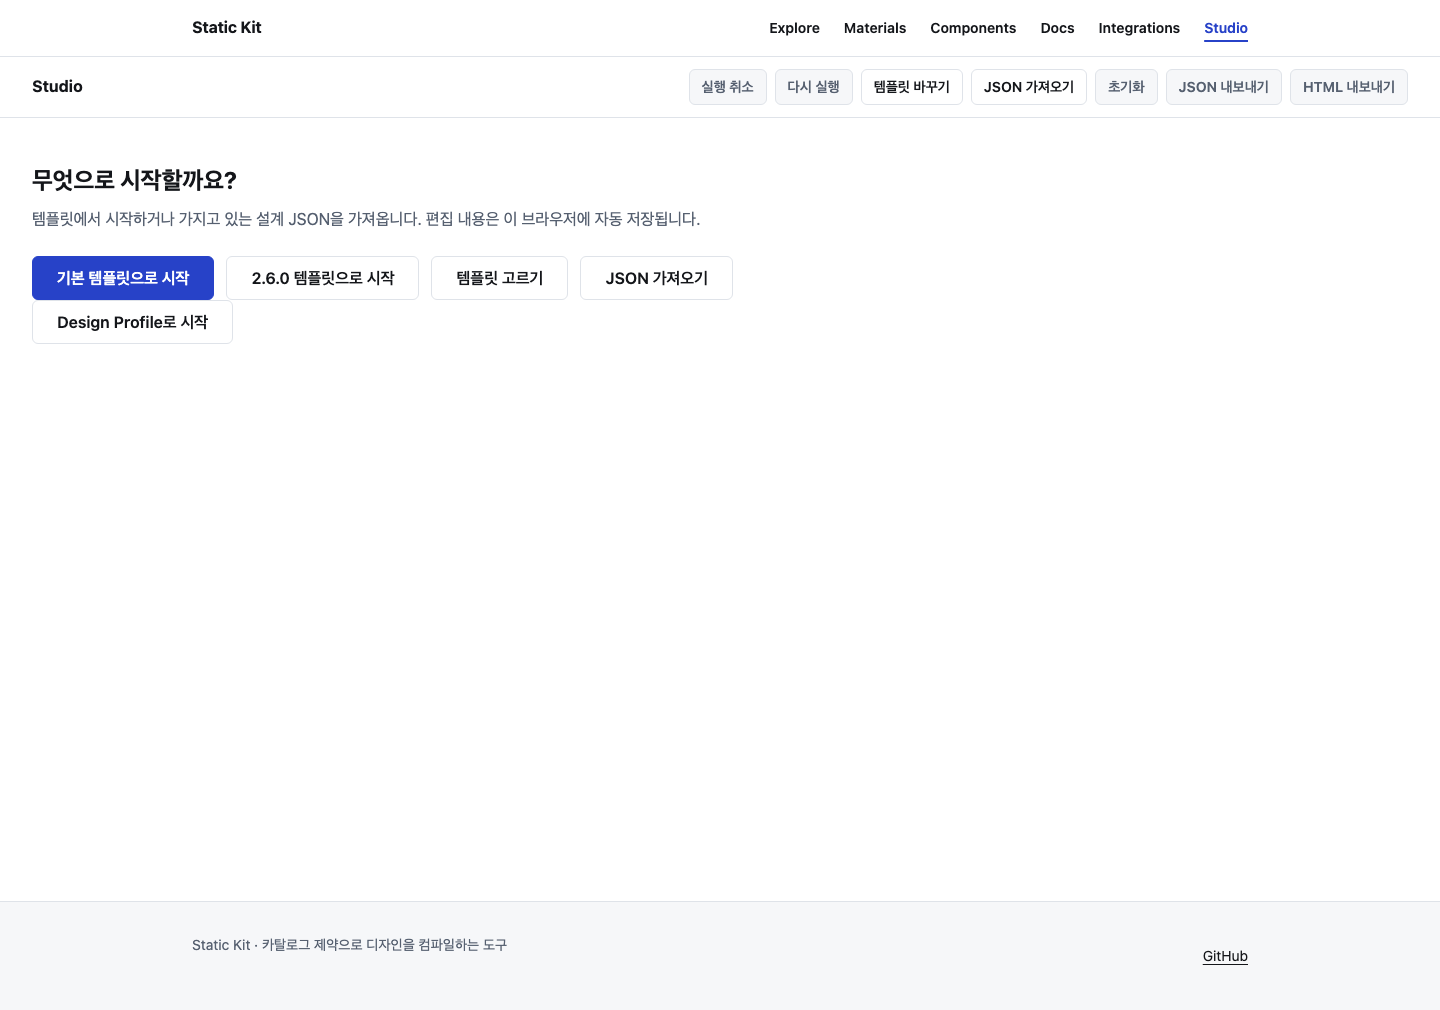 Static Kit
Explore Materials Components Docs Integrations Studio
Studio
실행 취소 다시 실행 템플릿 바꾸기 JSON 가져오기 초기화 JSON 내보내기 HTML 내보내기
무엇으로 시작할까요?
템플릿에서 시작하거나 가지고 있는 설계 JSON을 가져옵니다. 편집 내용은 이 브라우저에 자동 저장됩니다.
기본 템플릿으로 시작 2.6.0 템플릿으로 시작 템플릿 고르기 JSON 가져오기
Design Profile로 시작
Static Kit · 카탈로그 제약으로 디자인을 컴파일하는 도구
GitHub